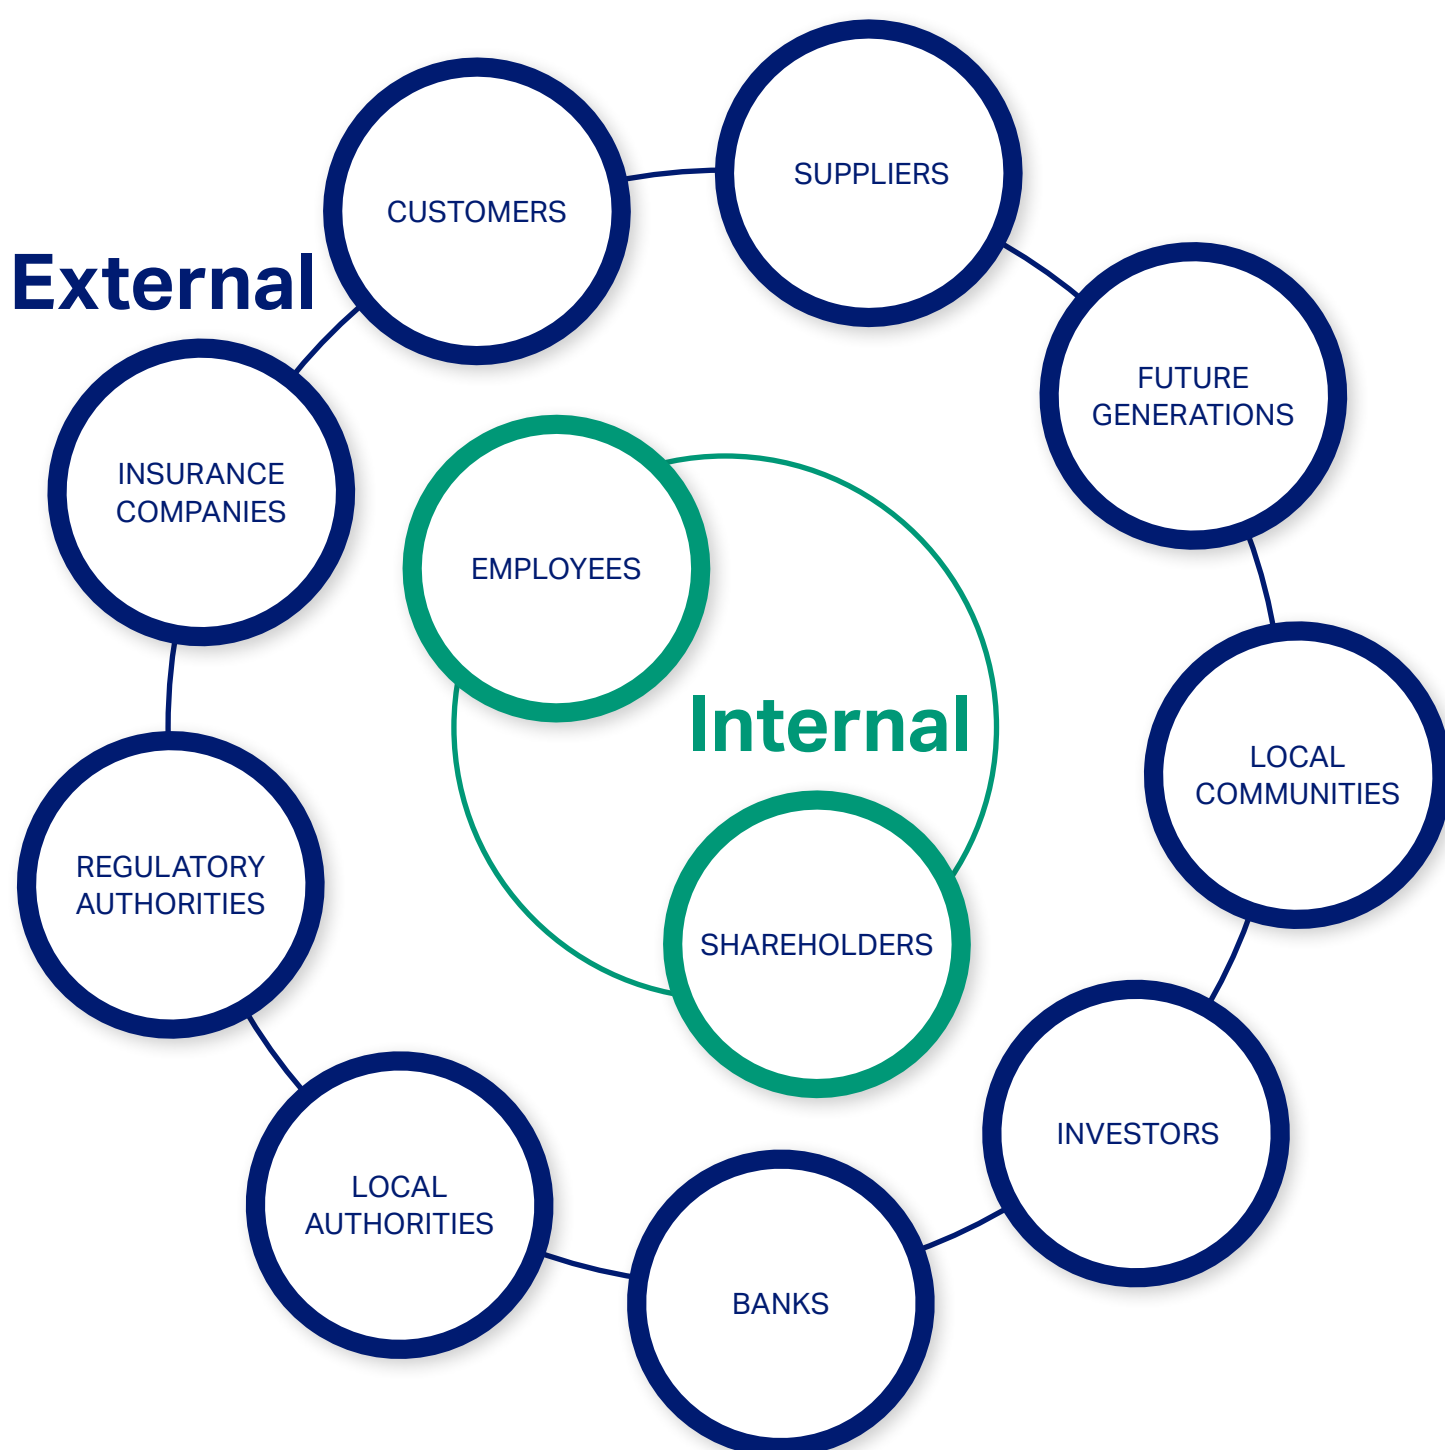 SUPPLIERS
CUSTOMERS
External
FUTURE
GENERATIONS
INSURANCE
COMPANIES
EMPLOYEES
Internal
LOCAL
COMMUNITIES
REGULATORY
AUTHORITIES
SHAREHOLDERS
INVESTORS
LOCAL
AUTHORITIES
BANKS